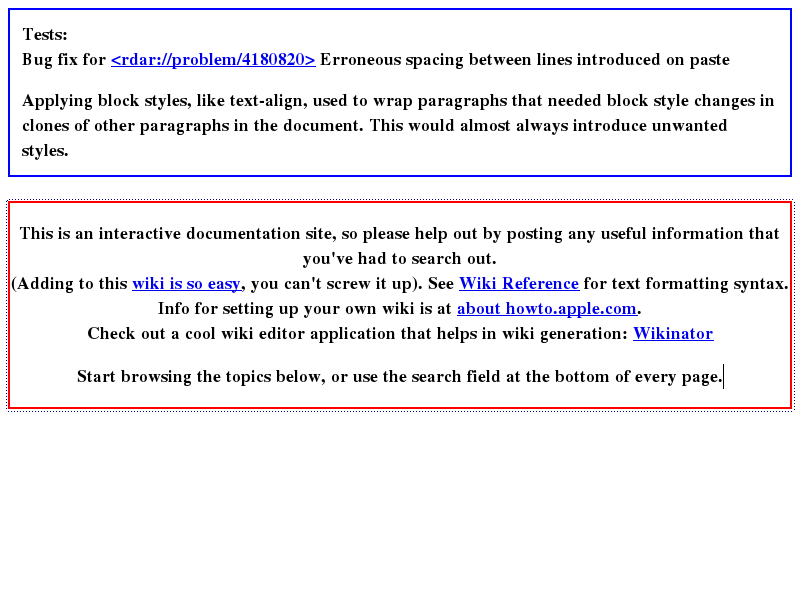 Tests:
Bug fix for <rdar://problem/4180820> Erroneous spacing between lines introduced on paste
Applying block styles, like text-align, used to wrap paragraphs that needed block style changes in
clones of other paragraphs in the document. This would almost always introduce unwanted
styles.
This is an interactive documentation site, so please help out by posting any useful information that
you've had to search out.
(Adding to this wiki is so easy, you can't screw it up). See Wiki Reference for text formatting syntax.
Info for setting up your own wiki is at about howto.apple.com.
Check out a cool wiki editor application that helps in wiki generation: Wikinator
Start browsing the topics below, or use the search field at the bottom of every page.